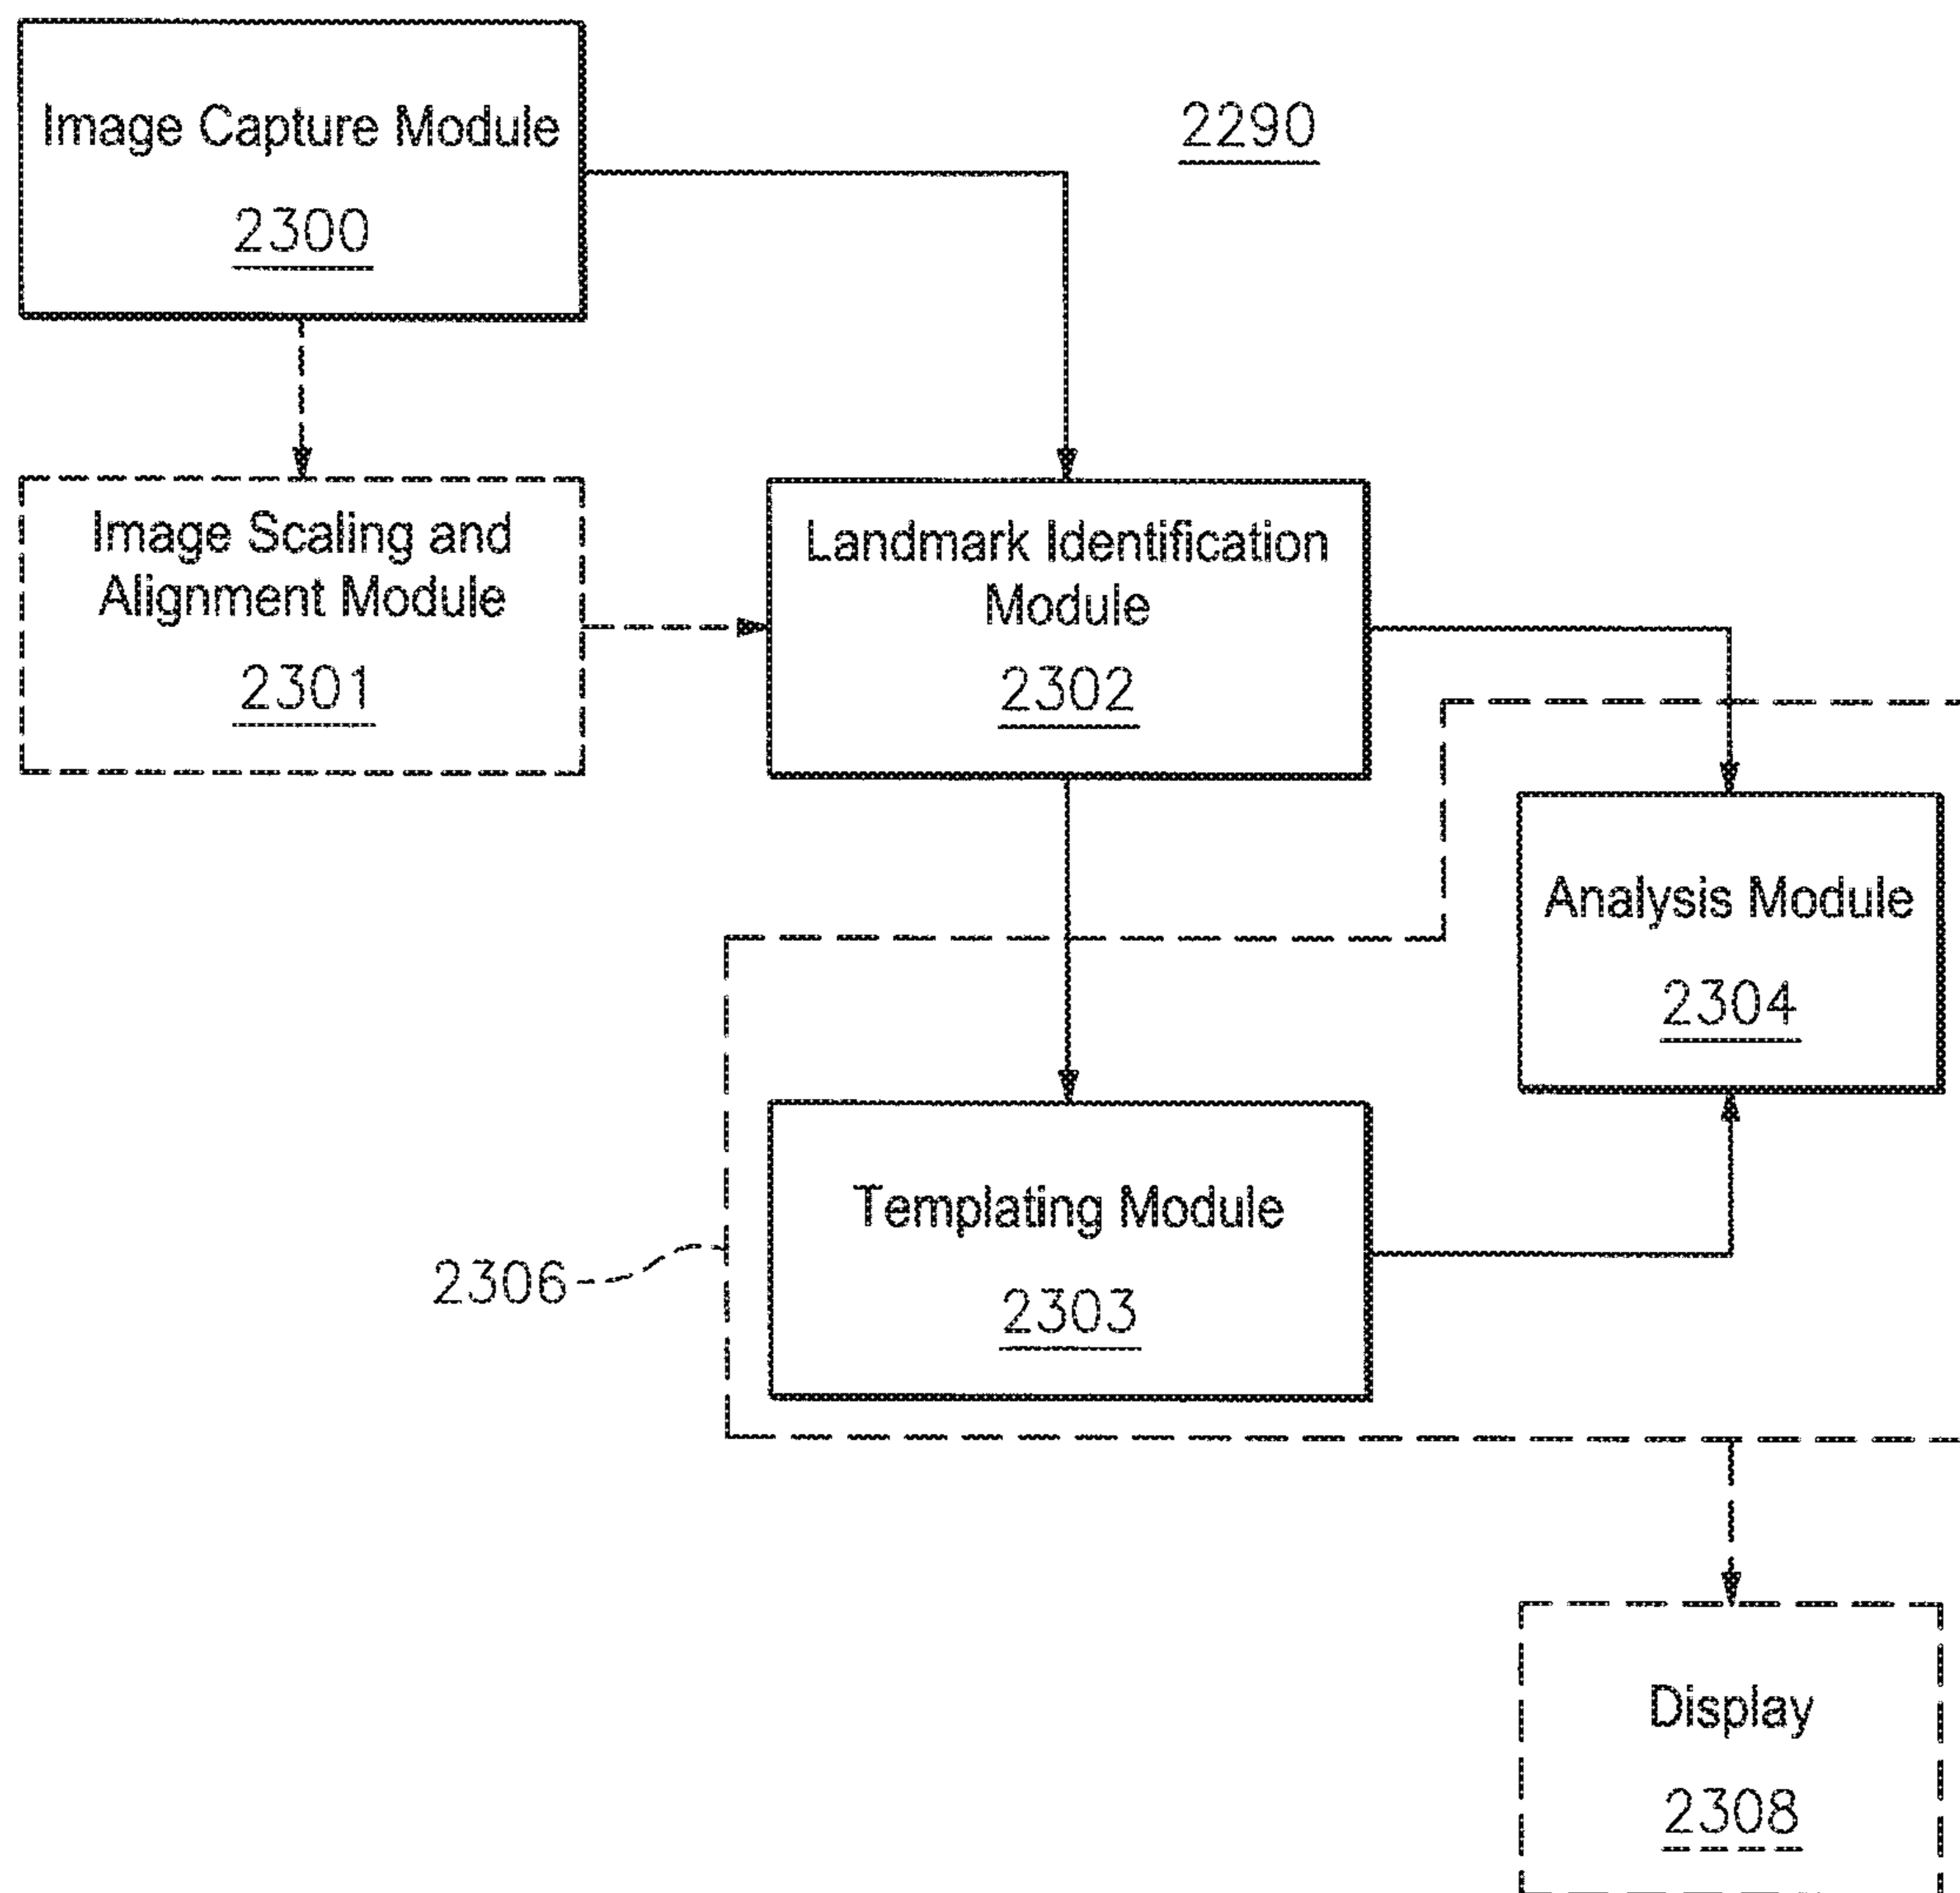 Image Capture Module
2300
2290
Image Scaling and
Alignment Module
2301
Landmark Identification
Module
2302
Analysis Module
2304
Templating Module
2303
2306
Display
2308